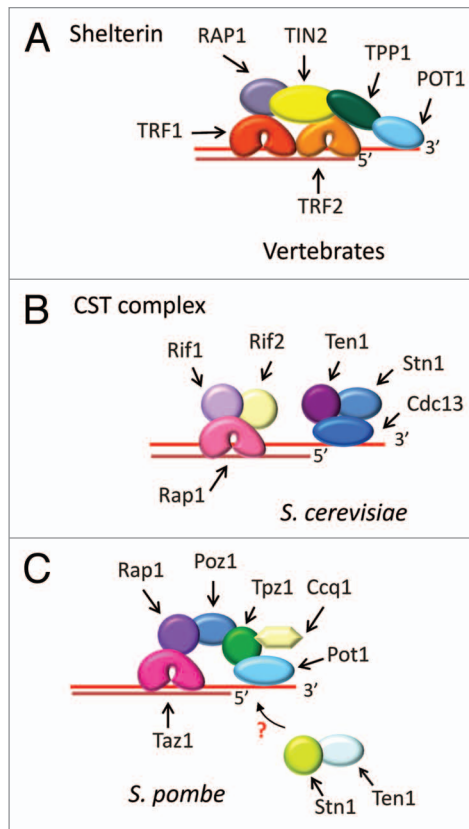 A Shelterin
RAP1 TIN2
TPP1
POT1
TRF1
3’
5’
TRF2
Vertebrates
B CST complex
Rif1 Rif2 Ten1
Stn1
Cdc13
3’
5’
Rap1
S. cerevisiae
C
Poz1
Rap1 Tpz1 Ccq1
Pot1
5’ 3’
?
Taz1
S. pombe
Stn1 Ten1